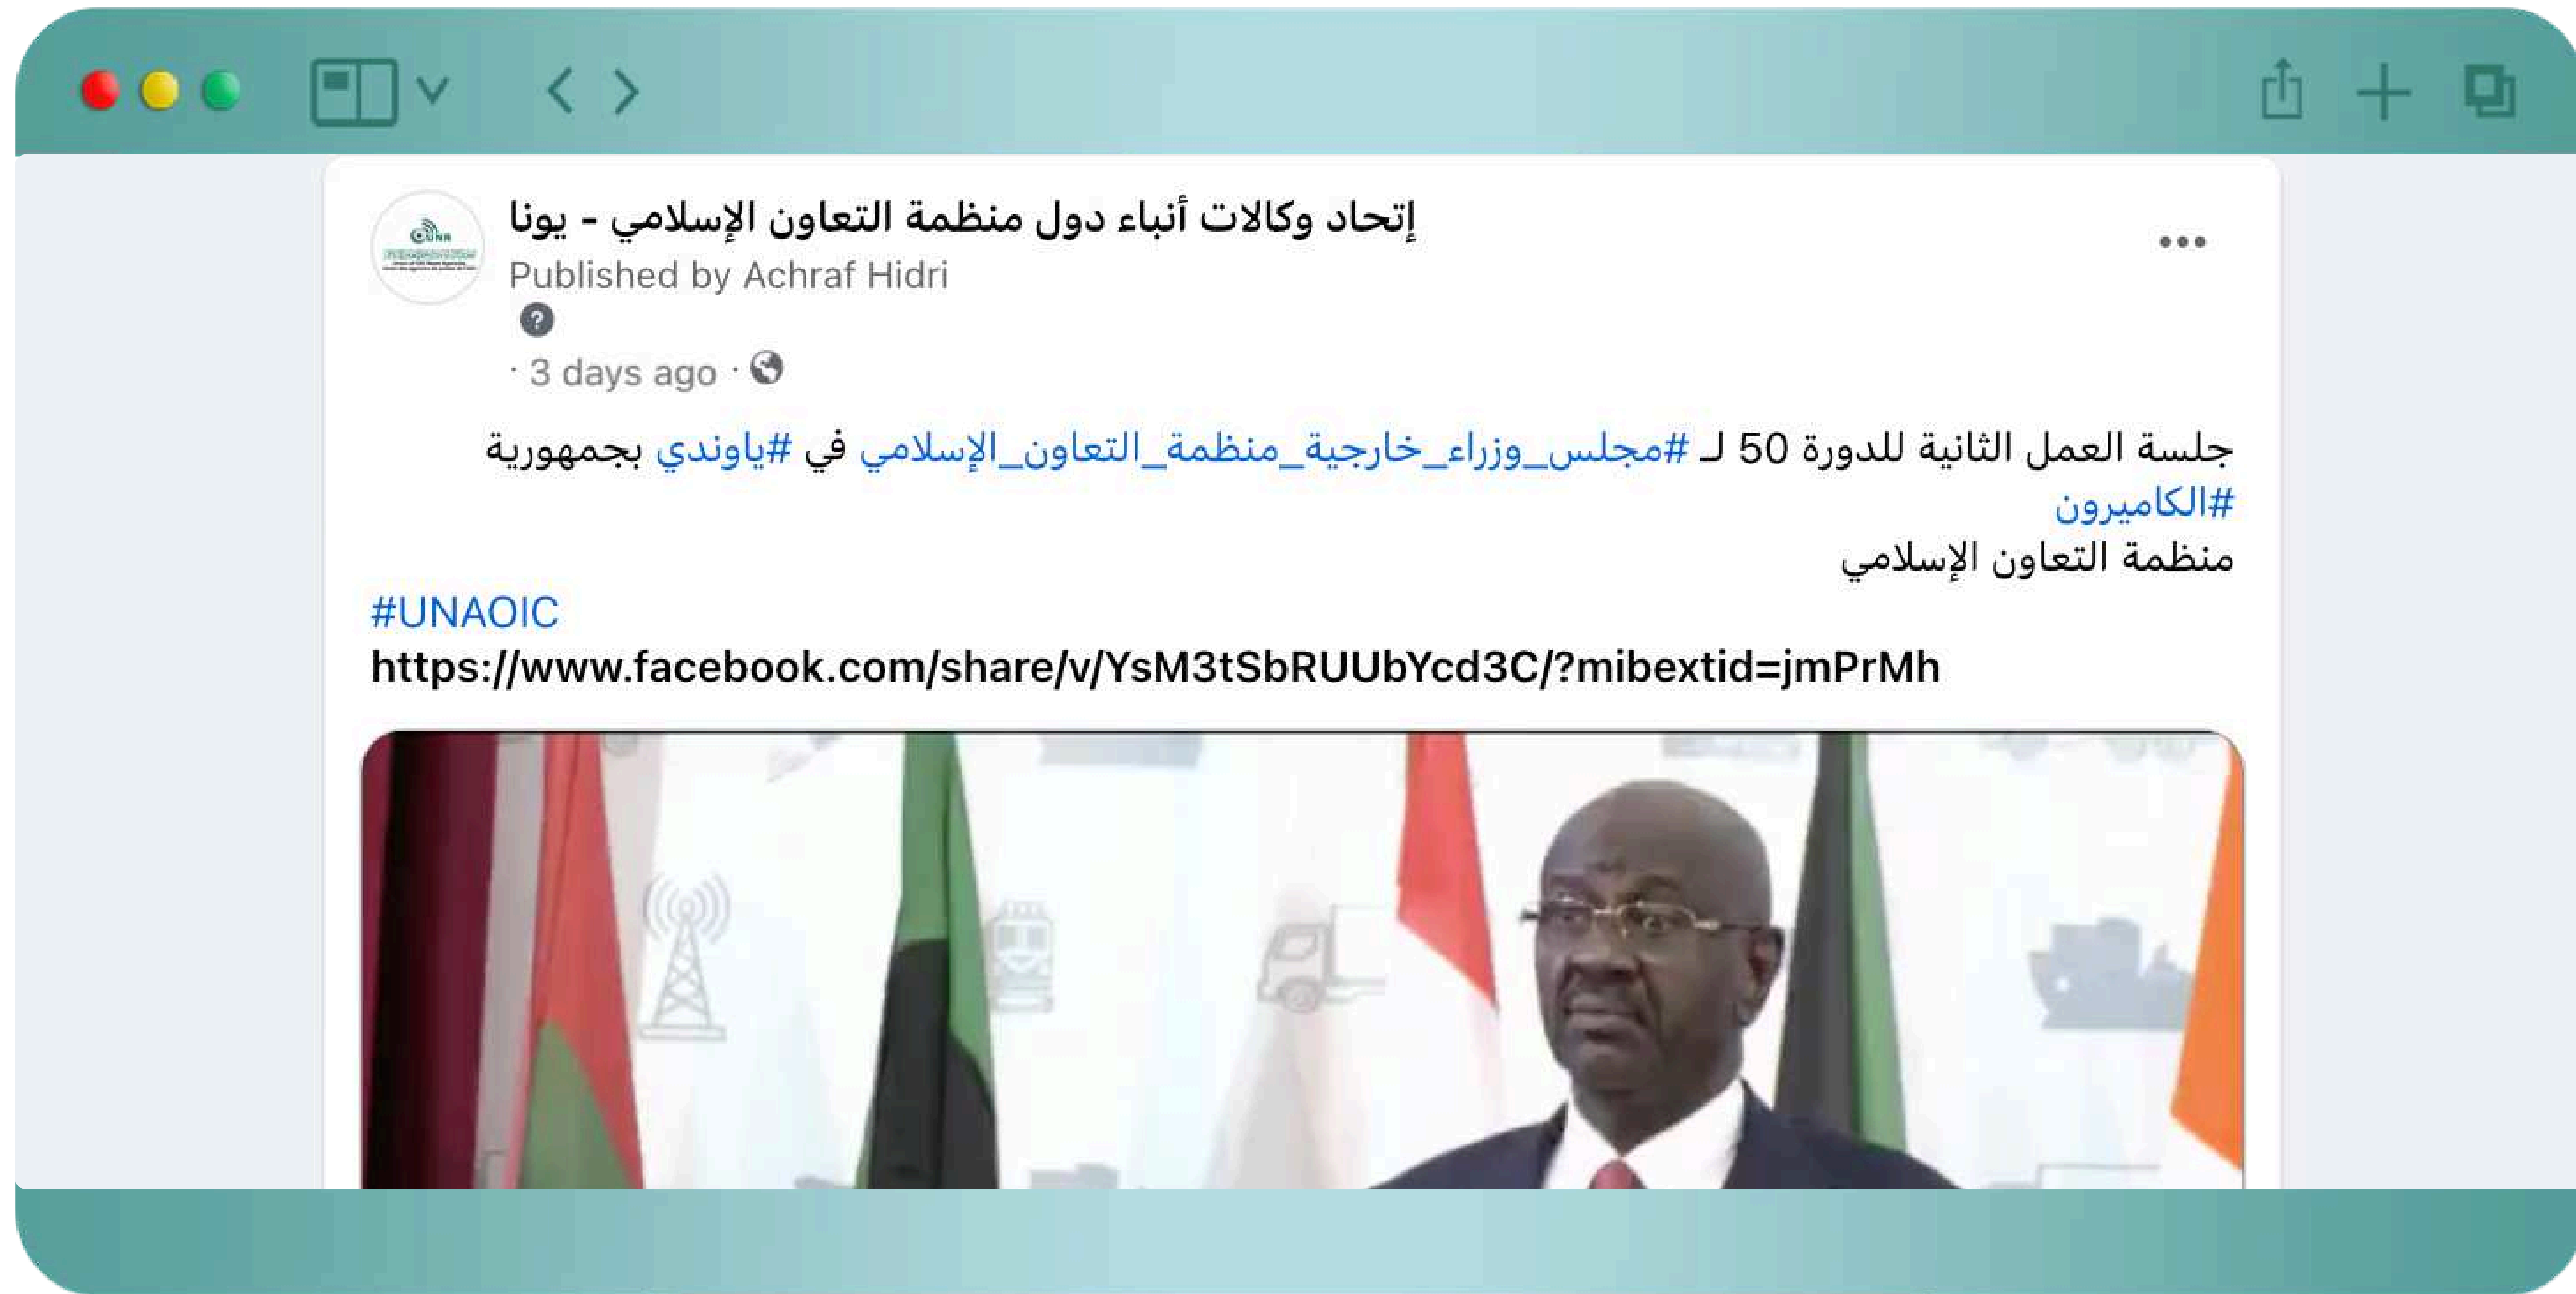 إتحاد وكالات أنباء دول منظمة التعاون الإسلامي - يونا
Published by Achraf Hidri
?
· 3 days ago ·
جلسة العمل الثانية للدورة 50 لـ #مجلس_وزراء_خارجية_منظمة_التعاون_الإسلامي في #ياوندي بجمهورية
#الكاميرون
منظمة التعاون الإسلامي
#UNAOIC
https://www.facebook.com/share/v/YsM3tSbRUUbYcd3C/?mibextid=jmPrMh
UNA